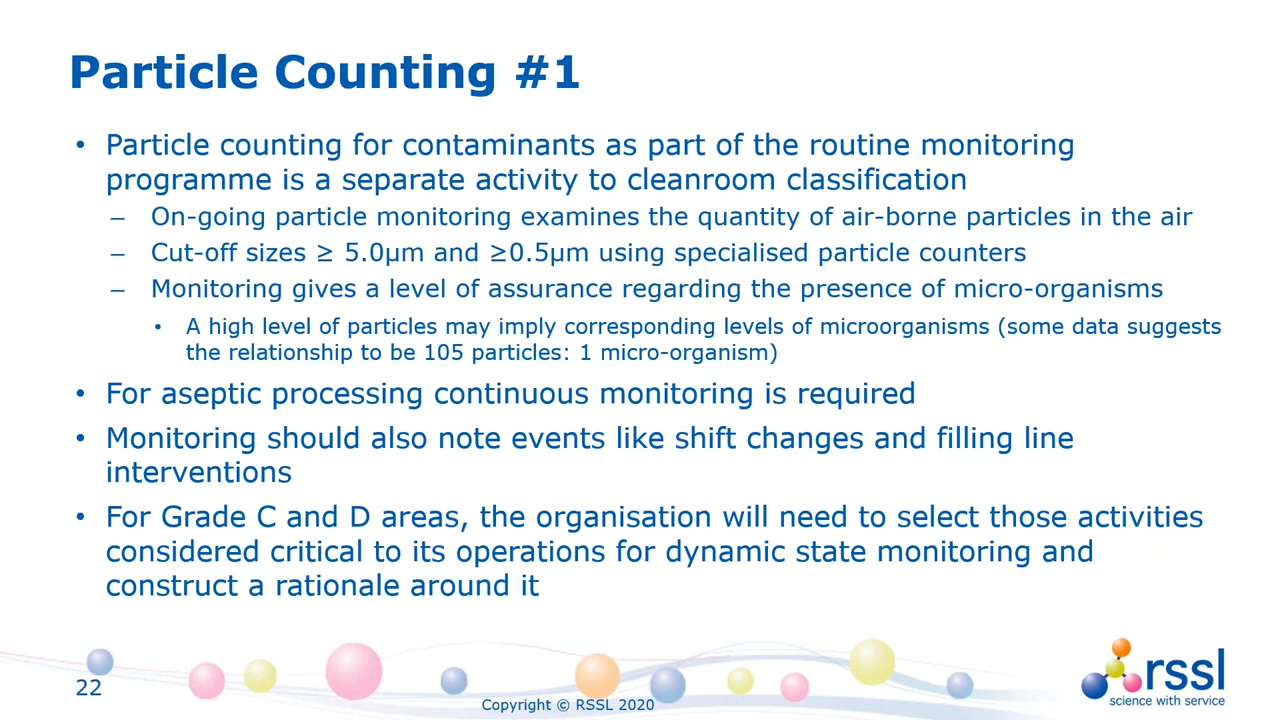 Particle Counting #1
• Particle counting for contaminants as part of the routine monitoring
programme is a separate activity to cleanroom classification
– On-going particle monitoring examines the quantity of air-borne particles in the air
– Cut-off sizes ≥ 5.0µm and ≥0.5µm using specialised particle counters
– Monitoring gives a level of assurance regarding the presence of micro-organisms
• A high level of particles may imply corresponding levels of microorganisms (some data suggests
the relationship to be 105 particles: 1 micro-organism)
• For aseptic processing continuous monitoring is required
• Monitoring should also note events like shift changes and filling line
interventions
• For Grade C and D areas, the organisation will need to select those activities
considered critical to its operations for dynamic state monitoring and
construct a rationale around it
22
Copyright © RSSL 2020
rssl
science with service